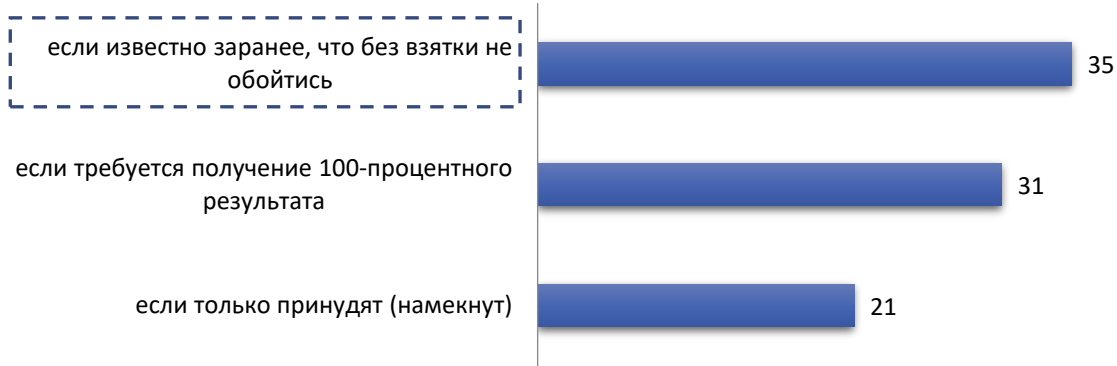 если известно заранее, что без взятки не
обойтись
35
если требуется получение 100-процентного
результата
31
если только принудят (намекнут)
21